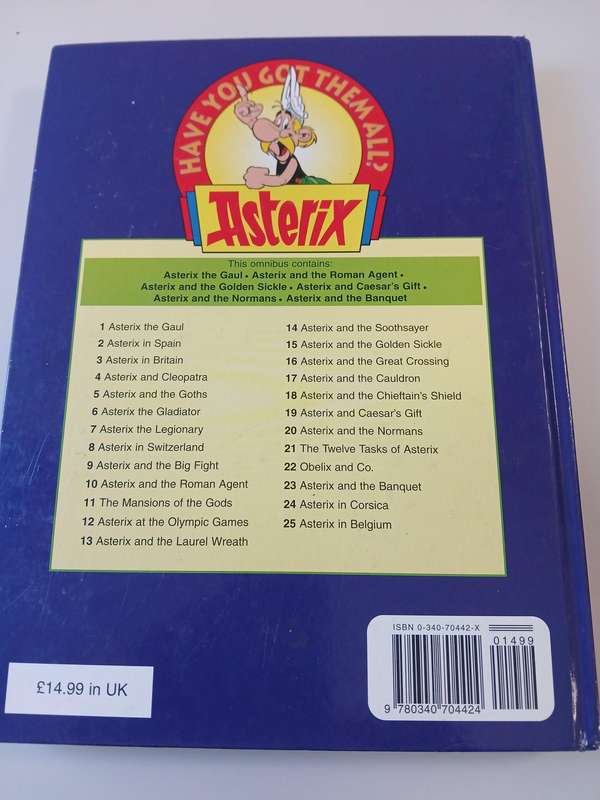 HAVE YOU GOT THEM ALL?
Asterix
This omnibus contains:
Asterix the Gaul • Asterix and the Roman Agent •
Asterix and the Golden Sickle • Asterix and Caesar's Gift •
Asterix and the Normans • Asterix and the Banquet
1 Asterix the Gaul
2 Asterix in Spain
3 Asterix in Britain
4 Asterix and Cleopatra
5 Asterix and the Goths
6 Asterix the Gladiator
7 Asterix the Legionary
8 Asterix in Switzerland
9 Asterix and the Big Fight
10 Asterix and the Roman Agent
11 The Mansions of the Gods
12 Asterix at the Olympic Games
13 Asterix and the Laurel Wreath
14 Asterix and the Soothsayer
15 Asterix and the Golden Sickle
16 Asterix and the Great Crossing
17 Asterix and the Cauldron
18 Asterix and the Chieftain's Shield
19 Asterix and Caesar's Gift
20 Asterix and the Normans
21 The Twelve Tasks of Asterix
22 Obelix and Co.
23 Asterix and the Banquet
24 Asterix in Corsica
25 Asterix in Belgium
£14.99 in UK
ISBN 0-340-70442-X
01499
9 780340 704424